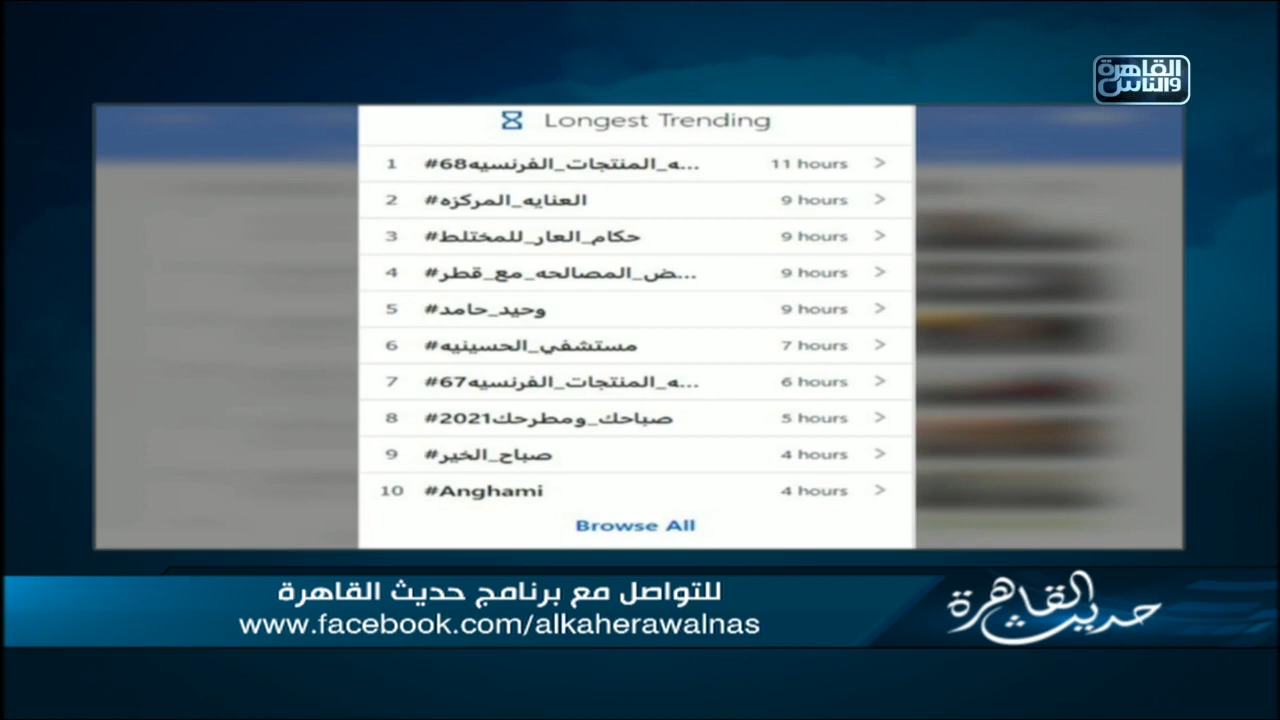 القاهرة
والناس
Longest Trending
1 #ه_المنتجات_الفرنسيه68... 11 hours >
2 #العنايه_المركزه 9 hours >
3 #حكام_العار_للمختلط 9 hours >
4 #ض_المصالحه_مع_قطر... 9 hours >
5 #وحيد_حامد 9 hours >
6 #مستشفي_الحسينيه 7 hours >
7 #ه_المنتجات_الفرنسيه67... 6 hours >
8 #صباحك_ومطرحك2021 5 hours >
9 #صباح_الخير 4 hours >
10 #Anghami 4 hours >
Browse All
للتواصل مع برنامج حديث القاهرة
www.facebook.com/alkaherawalnas
حديث القاهرة